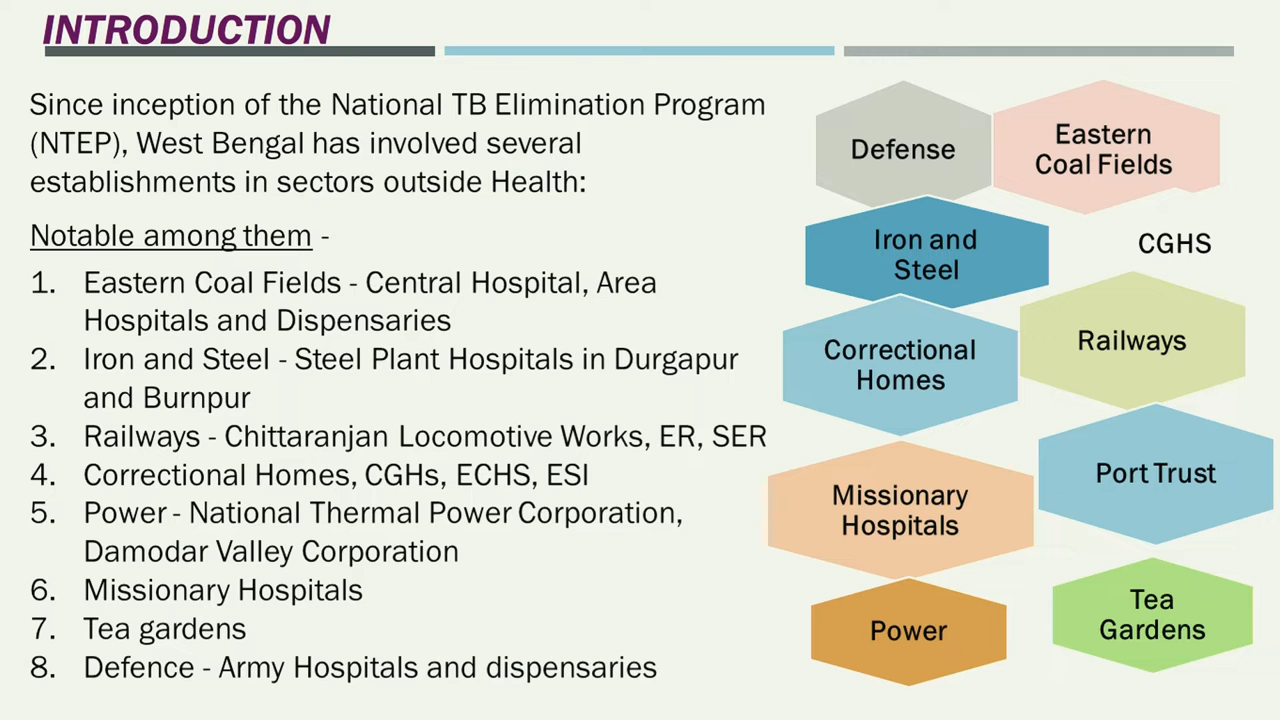 INTRODUCTION
Since inception of the National TB Elimination Program
(NTEP), West Bengal has involved several
establishments in sectors outside Health:
Notable among them -
1. Eastern Coal Fields - Central Hospital, Area
Hospitals and Dispensaries
2. Iron and Steel - Steel Plant Hospitals in Durgapur
and Burnpur
3. Railways - Chittaranjan Locomotive Works, ER, SER
4. Correctional Homes, CGHs, ECHS, ESI
5. Power - National Thermal Power Corporation,
Damodar Valley Corporation
6. Missionary Hospitals
7. Tea gardens
8. Defence - Army Hospitals and dispensaries
Defense
Eastern
Coal Fields
Iron and
Steel
CGHS
Correctional
Homes
Railways
Missionary
Hospitals
Port Trust
Power
Tea
Gardens